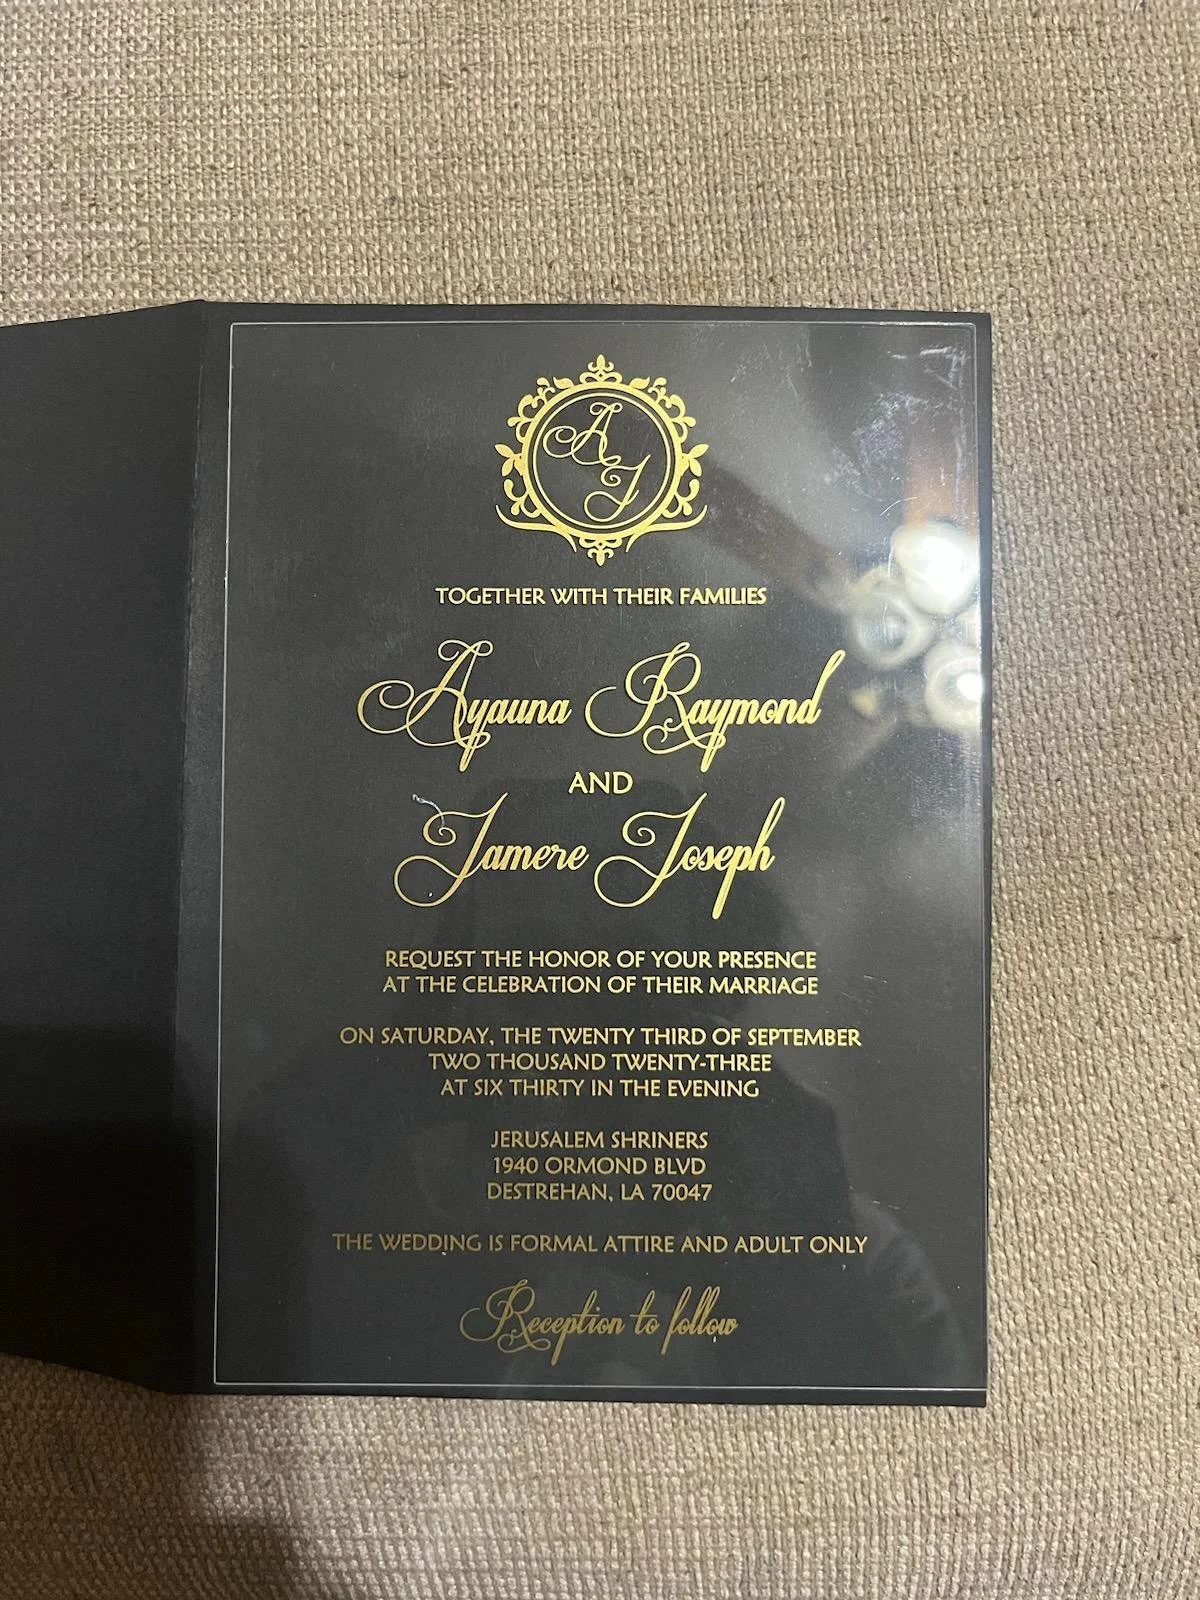 A
J
TOGETHER WITH THEIR FAMILIES
Ayauna Raymond
AND
Jamere Joseph
REQUEST THE HONOR OF YOUR PRESENCE
AT THE CELEBRATION OF THEIR MARRIAGE
ON SATURDAY, THE TWENTY THIRD OF SEPTEMBER
TWO THOUSAND TWENTY-THREE
AT SIX THIRTY IN THE EVENING
JERUSALEM SHRINERS
1940 ORMOND BLVD
DESTREHAN, LA 70047
THE WEDDING IS FORMAL ATTIRE AND ADULT ONLY
Reception to follow